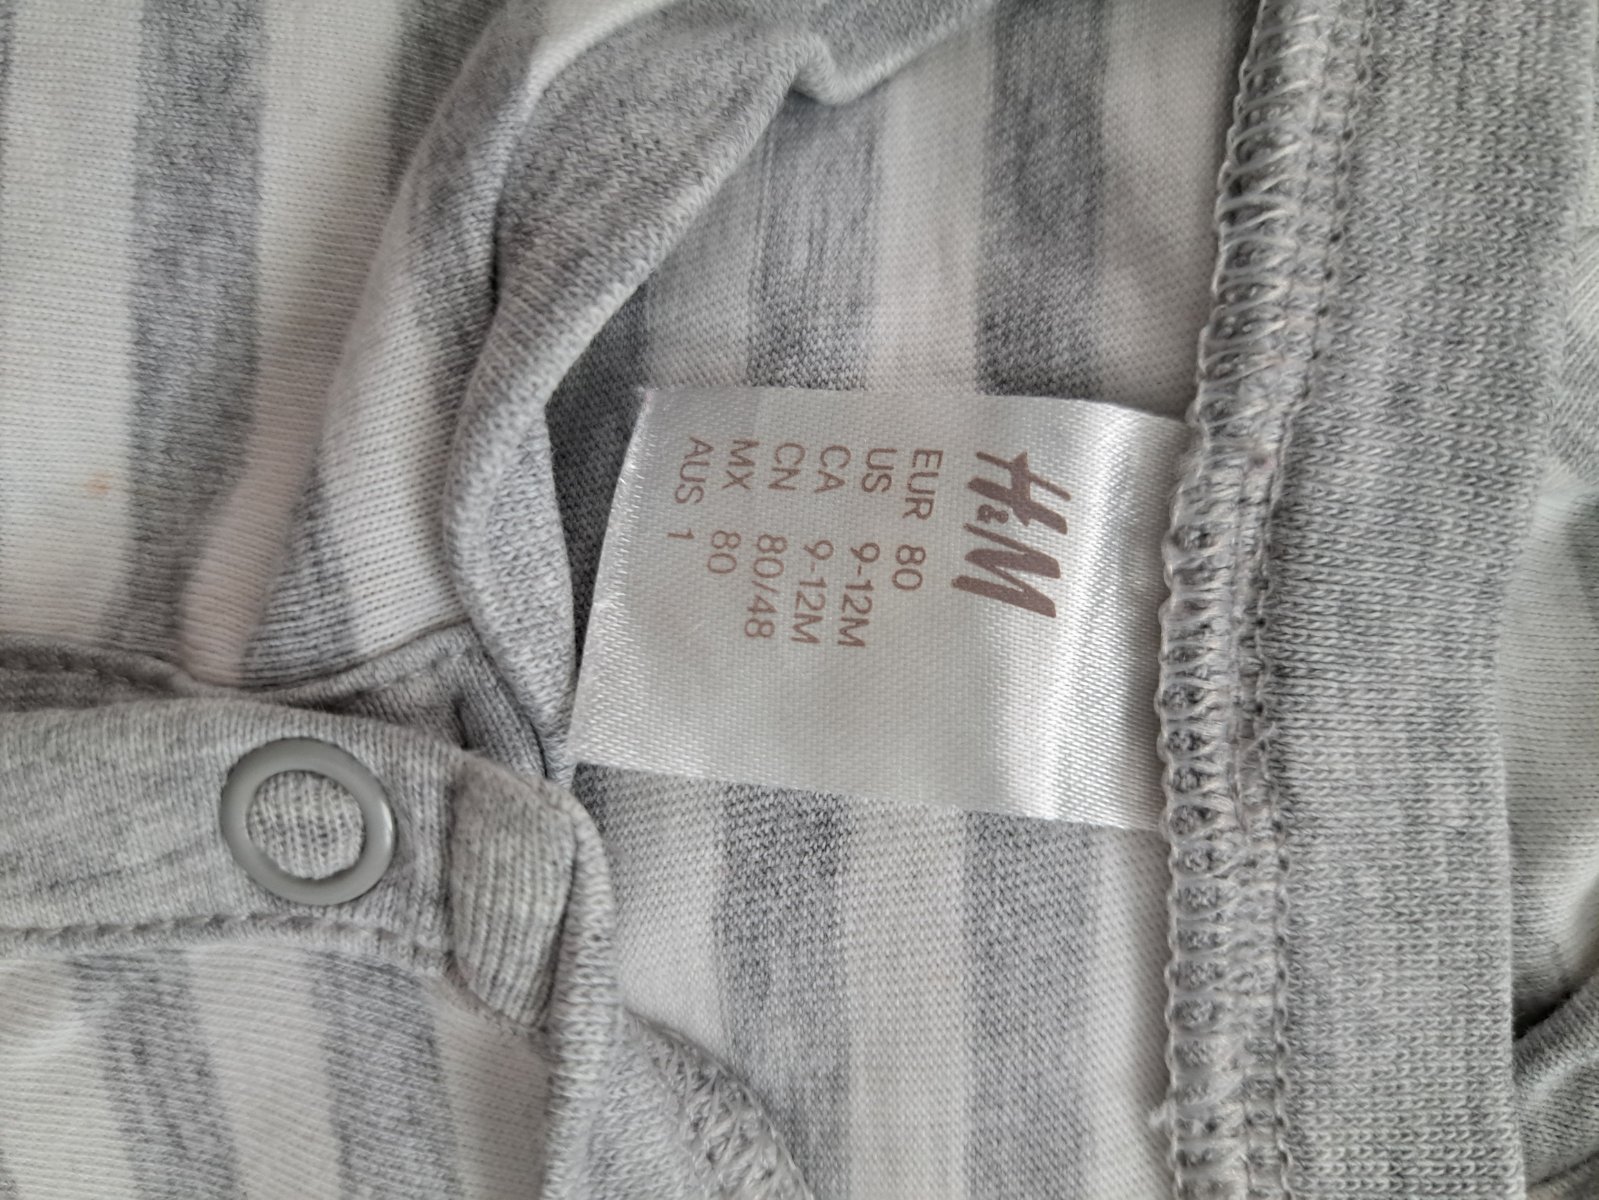 H&M
EUR 80
US 9-12M
CA 9-12M
CN 80/48
MX 80
AUS 1